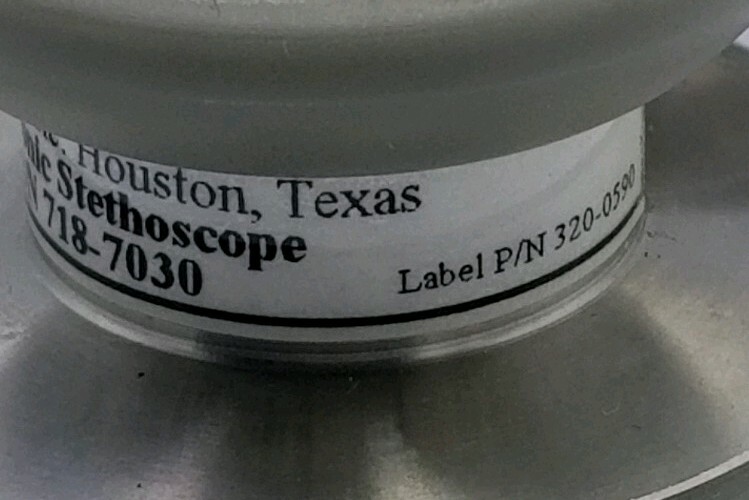 Houston, Texas
Stethoscope
718-7030
Label P/N 320-0590